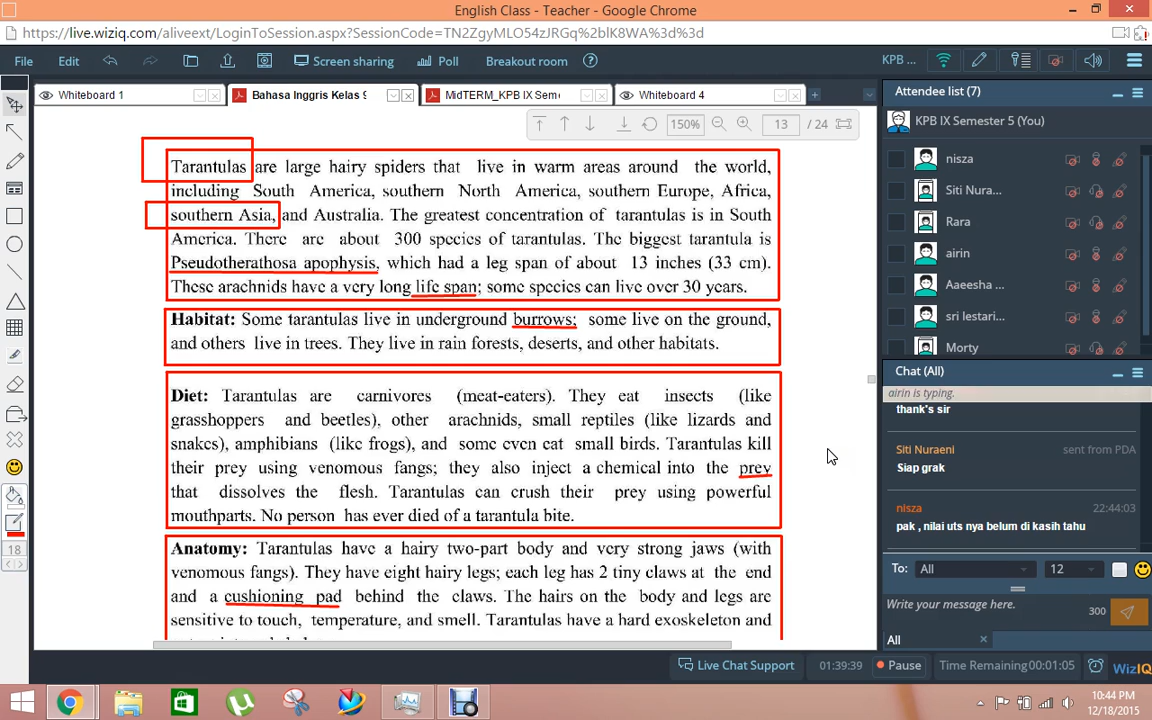 English Class - Teacher - Google Chrome
https://live.wiziq.com/aliveext/LoginToSession.aspx?SessionCode=TN2ZgyMLO54zJRGq%2blK8WA%3d%3d
File Edit Screen sharing Poll Breakout room KPB ...
Whiteboard 1 Bahasa Inggris Kelas 9 MidTERM_KPB IX Sem Whiteboard 4
150% 13 / 24
Tarantulas are large hairy spiders that live in warm areas around the world,
including South America, southern North America, southern Europe, Africa,
southern Asia, and Australia. The greatest concentration of tarantulas is in South
America. There are about 300 species of tarantulas. The biggest tarantula is
Pseudotherathosa apophysis, which had a leg span of about 13 inches (33 cm).
These arachnids have a very long life span; some species can live over 30 years.
Habitat: Some tarantulas live in underground burrows; some live on the ground,
and others live in trees. They live in rain forests, deserts, and other habitats.
Diet: Tarantulas are carnivores (meat-eaters). They eat insects (like
grasshoppers and beetles), other arachnids, small reptiles (like lizards and
snakes), amphibians (like frogs), and some even eat small birds. Tarantulas kill
their prey using venomous fangs; they also inject a chemical into the prey
that dissolves the flesh. Tarantulas can crush their prey using powerful
mouthparts. No person has ever died of a tarantula bite.
Anatomy: Tarantulas have a hairy two-part body and very strong jaws (with
venomous fangs). They have eight hairy legs; each leg has 2 tiny claws at the end
and a cushioning pad behind the claws. The hairs on the body and legs are
sensitive to touch, temperature, and smell. Tarantulas have a hard exoskeleton and
18
Attendee list (7)
KPB IX Semester 5 (You)
nisza
Siti Nura...
Rara
airin
Aaeesha ...
sri lestari...
Morty
Chat (All)
airin is typing.
thank's sir
Siti Nuraeni sent from PDA
Siap grak
nisza 22:44:03
pak , nilai uts nya belum di kasih tahu
To: All 12
Write your message here. 300
All
Live Chat Support 01:39:39 Pause Time Remaining 00:01:05 WizIQ
10:44 PM
12/18/2015